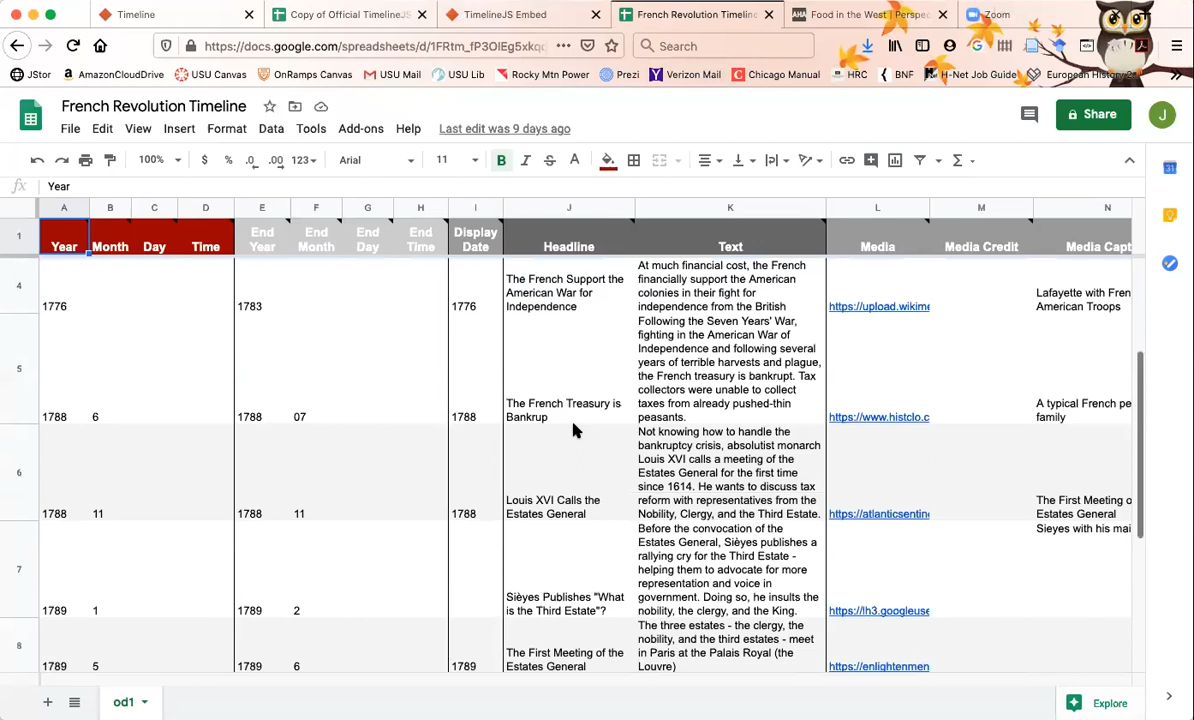 Timeline
Copy of Official TimelineJS
TimelineJS Embed
French Revolution Timeline
Food in the West | Perspec
Zoom
https://docs.google.com/spreadsheets/d/1FRtm_fP3OIEg5xkqc
Search
JStor
AmazonCloudDrive
USU Canvas
OnRamps Canvas
USU Mail
USU Lib
Rocky Mtn Power
Prezi
Verizon Mail
Chicago Manual
HRC
BNF
H-Net Job Guide
European History
French Revolution Timeline
File Edit View Insert Format Data Tools Add-ons Help Last edit was 9 days ago
Share
J
100% $ % .0 .00 123 Arial 11 B I S A
fx Year
A B C D E F G H I J K L M N
1 Year Month Day Time End Year End Month End Day End Time Display Date Headline Text Media Media Credit Media Capt
4
1776
1783
1776
The French Support the
American War for
Independence
At much financial cost, the French
financially support the American
colonies in their fight for
independence from the British
https://upload.wikime
Lafayette with Fren
American Troops
5
1788 6
1788 07
1788
The French Treasury is
Bankrup
Following the Seven Years' War,
fighting in the American War of
Independence and following several
years of terrible harvests and plague,
the French treasury is bankrupt. Tax
collectors were unable to collect
taxes from already pushed-thin
peasants.
https://www.histclo.c
A typical French pe
family
6
1788 11
1788 11
1788
Louis XVI Calls the
Estates General
Not knowing how to handle the
bankruptcy crisis, absolutist monarch
Louis XVI calls a meeting of the
Estates General for the first time
since 1614. He wants to discuss tax
reform with representatives from the
Nobility, Clergy, and the Third Estate.
https://atlanticsentin
The First Meeting o
Estates General
7
1789 1
1789 2
Sièyes Publishes "What
is the Third Estate"?
Before the convocation of the
Estates General, Sièyes publishes a
rallying cry for the Third Estate -
helping them to advocate for more
representation and voice in
government. Doing so, he insults the
nobility, the clergy, and the King.
https://lh3.googleuse
Sieyes with his mai
8
1789 5
1789 6
1789
The First Meeting of the
Estates General
The three estates - the clergy, the
nobility, and the third estates - meet
in Paris at the Palais Royal (the
Louvre)
https://enlightenmen
od1
Explore